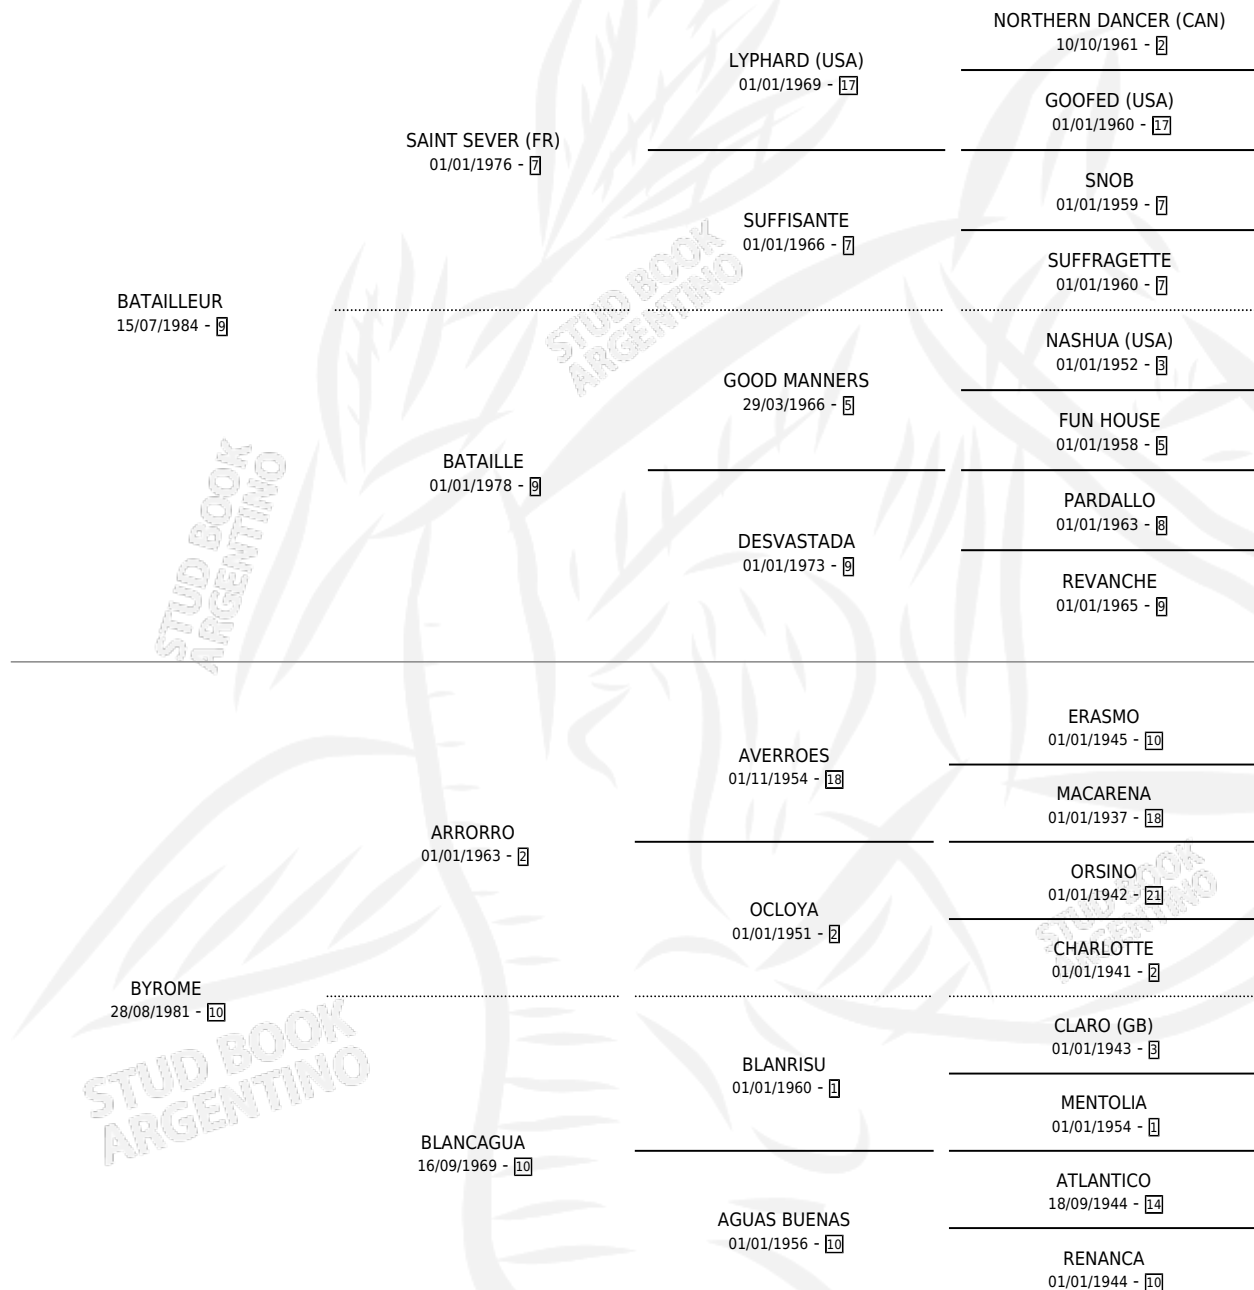 NORTHERN DANCER (CAN)
10/10/1961 - 2
LYPHARD (USA)
01/01/1969 - 17
GOOFED (USA)
01/01/1960 - 17
SAINT SEVER (FR)
01/01/1976 - 7
SNOB
01/01/1959 - 7
SUFFISANTE
01/01/1966 - 7
SUFFRAGETTE
01/01/1960 - 7
BATAILLEUR
15/07/1984 - 9
NASHUA (USA)
01/01/1952 - 3
GOOD MANNERS
29/03/1966 - 5
FUN HOUSE
01/01/1958 - 5
BATAILLE
01/01/1978 - 9
PARDALLO
01/01/1963 - 8
DESVASTADA
01/01/1973 - 9
REVANCHE
01/01/1965 - 9
ERASMO
01/01/1945 - 10
AVERROES
01/11/1954 - 18
MACARENA
01/01/1937 - 18
ARRORRO
01/01/1963 - 2
ORSINO
01/01/1942 - 21
OCLOYA
01/01/1951 - 2
CHARLOTTE
01/01/1941 - 2
BYROME
28/08/1981 - 10
CLARO (GB)
01/01/1943 - 3
BLANRISU
01/01/1960 - 1
MENTOLIA
01/01/1954 - 1
BLANCAGUA
16/09/1969 - 10
ATLANTICO
18/09/1944 - 14
AGUAS BUENAS
01/01/1956 - 10
RENANCA
01/01/1944 - 10
STUD BOOK
ARGENTINO
STUD BOOK
ARGENTINO
STUD BOOK
ARGENTINO
STUD BOOK
ARGENTINO